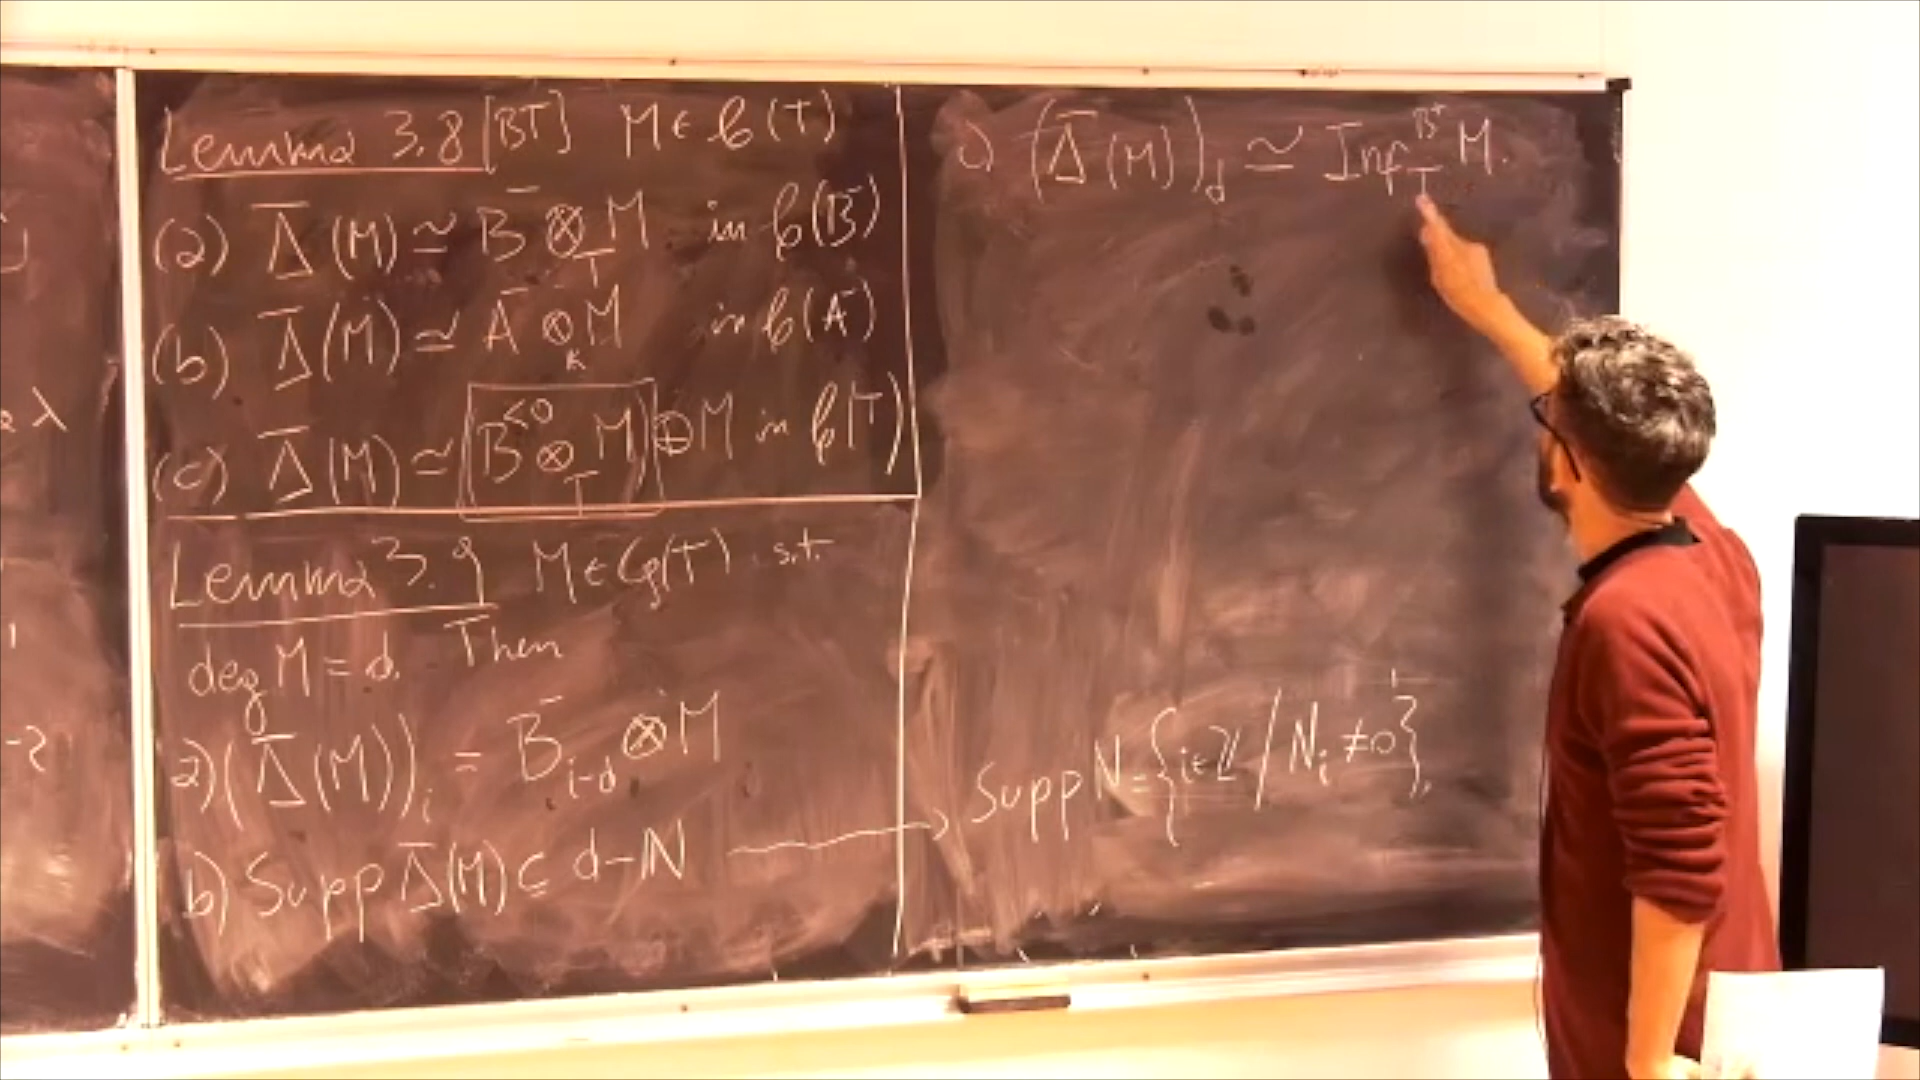 Lemma 3.8 [BT] M ∈ 𝒢(T)
(a) Δ̄(M) ≃ B⁻ ⊗_T M in 𝒢(B⁻)
(b) Δ̄(M) ≃ A⁻ ⊗_K M in 𝒢(A⁻)
(c) Δ̄(M) ≃ (B^{<0} ⊗_T M) ⊕ M in 𝒢(T)
Lemma 3.9 M ∈ 𝒢(T) s.t.
deg M = d. Then
a) (Δ̄(M))_i = B⁻_{i-d} ⊗ M
b) Supp Δ̄(M) ⊆ d-ℕ →
c) (Δ̄(M))_d ≃ Inf_T^{B⁺} M.
Supp N = {i ∈ ℤ / N_i ≠ 0}.
λ
-2